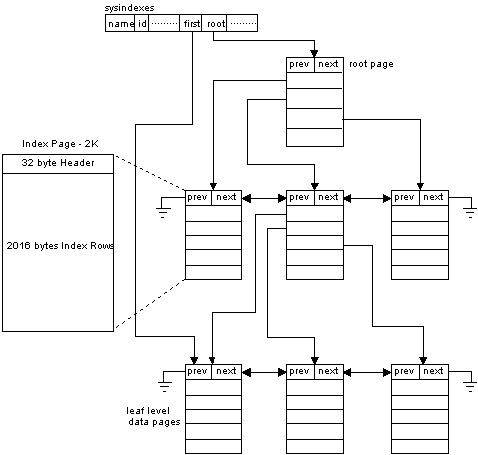 sysindexes
name id ········· first root ·········
prev next root page
Index Page - 2K
32 byte Header
2016 bytes Index Rows
prev next prev next prev next
prev next prev next prev next
leaf level
data pages